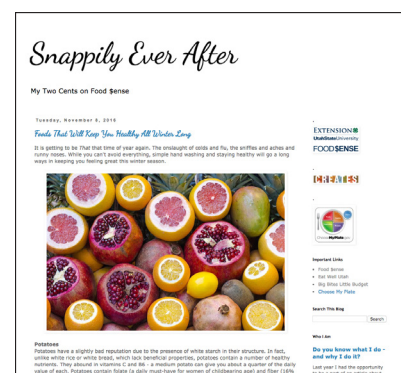 Snappily Ever After
My Two Cents on Food $ense
Tuesday, November 8, 2016
Foods That Will Keep You Healthy All Winter Long
It is getting to be That that time of year again. The onslaught of colds and flu, the sniffles and aches and
runny noses. While you can't avoid everything, simple hand washing and staying healthy will go a long
ways in keeping you feeling great this winter season.
Potatoes
Potatoes have a slightly bad reputation due to the presence of white starch in their structure. In fact,
unlike white rice or white bread, which lack beneficial properties, potatoes contain a number of healthy
nutrients. They abound in vitamins C and B6 - a medium potato can give you about a quarter of the daily
value of each. Potatoes contain folate (a daily must-have for women of childbearing age) and fiber (16%
EXTENSION
UtahStateUniversity
FOOD$ENSE
CREATES
MyPlate
Important Links
Food $ense
Eat Well Utah
Big Bites Little Budget
Choose My Plate
Search This Blog
Search
Who I Am
Do you know what I do -
and why I do it?
Last year I had the opportunity